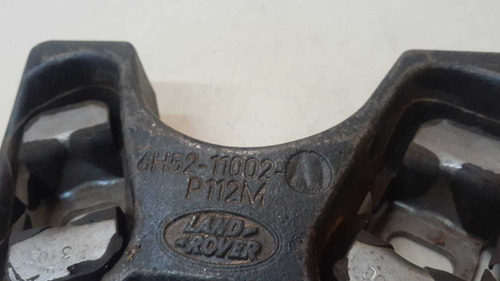 6H52-11002-A
P112M
LAND-
-ROVER